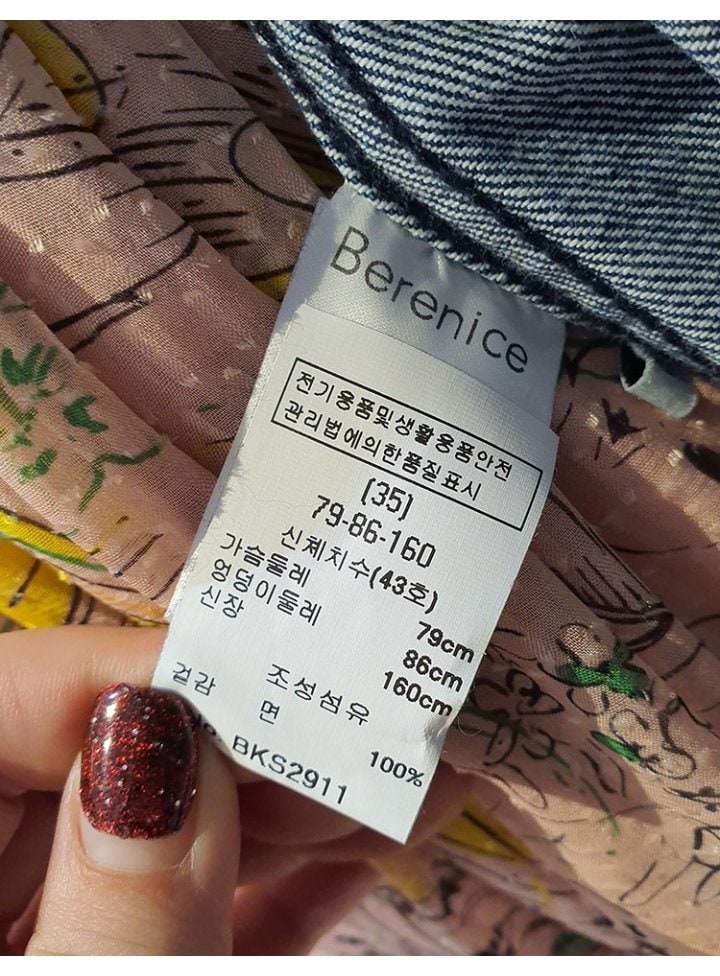 Berenice
전기용품및생활용품안전
관리법에의한품질표시
(35)
79-86-160
신체치수(43호)
가슴둘레 79cm
엉덩이둘레 86cm
신장 160cm
조성섬유
겉감 면 100%
BKS2911